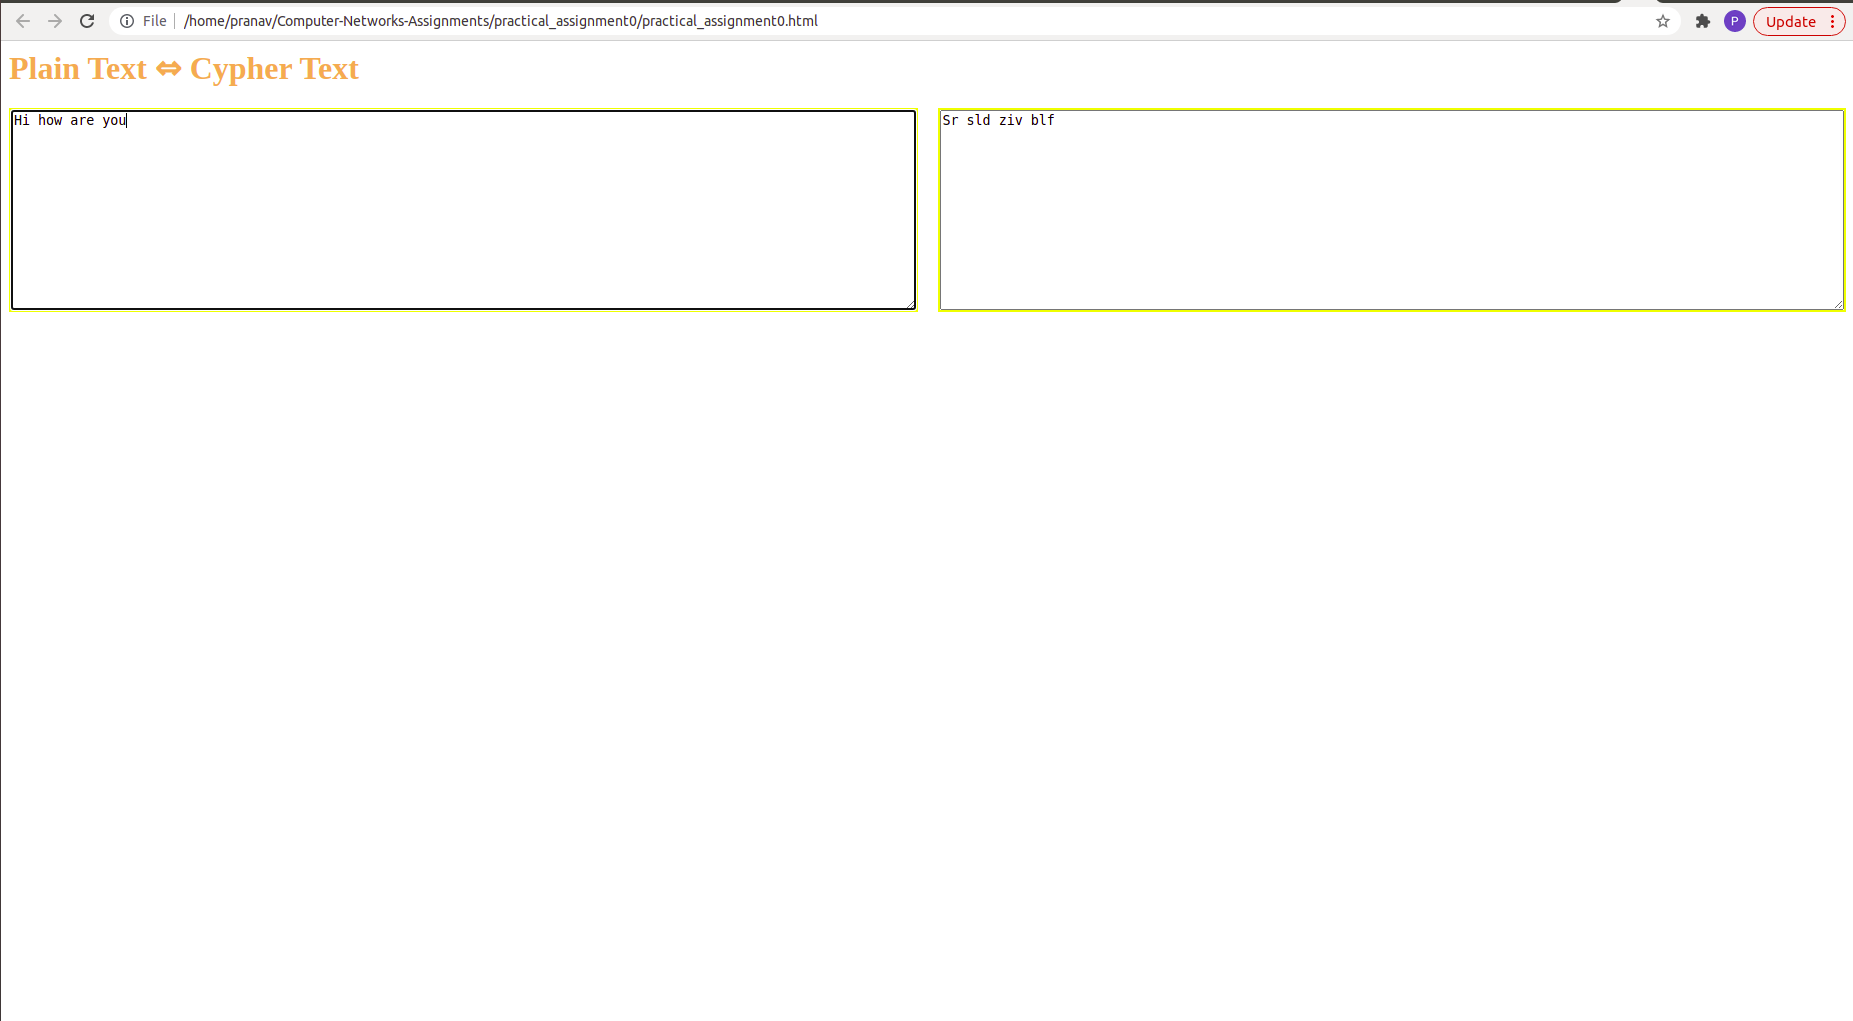 File /home/pranav/Computer-Networks-Assignments/practical_assignment0/practical_assignment0.html P Update
Plain Text ⇔ Cypher Text
Hi how are you
Sr sld ziv blf